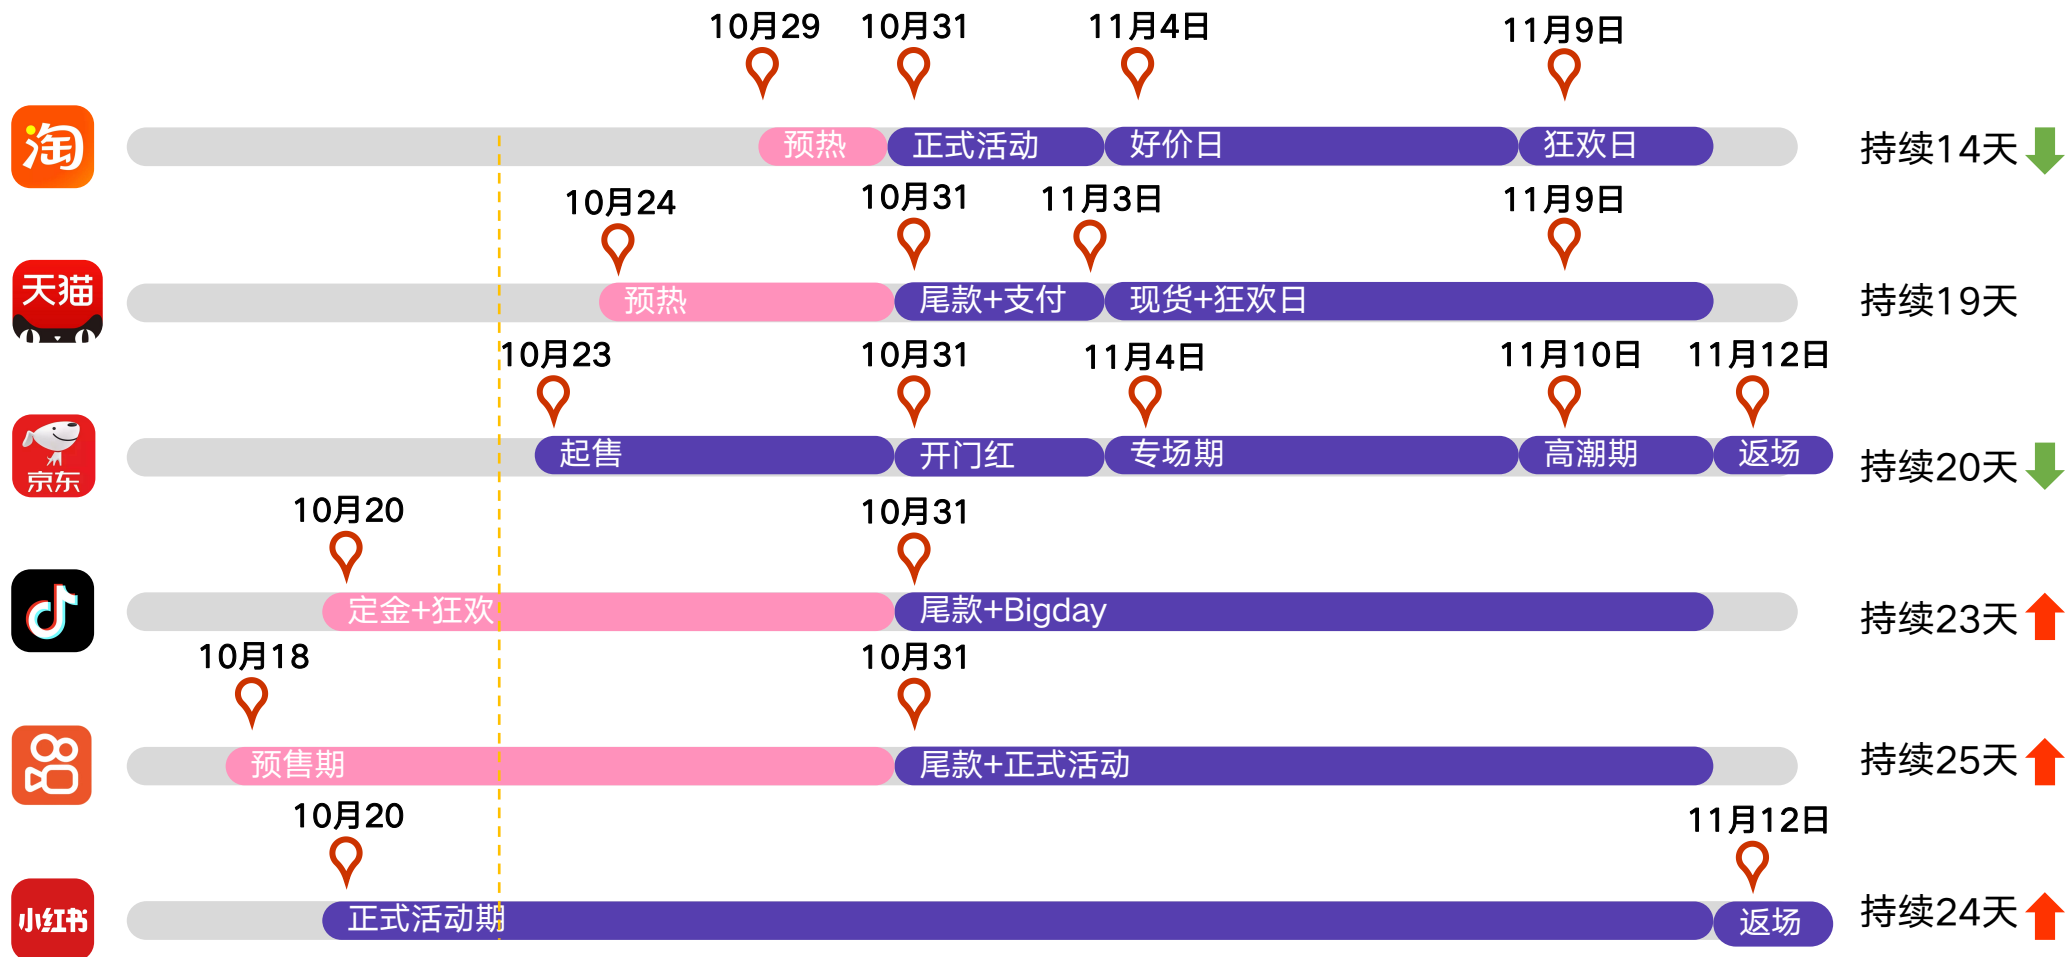 10月29 10月31 11月4日 11月9日
淘 预热 正式活动 好价日 狂欢日 持续14天
10月24 10月31 11月3日 11月9日
天猫 预热 尾款+支付 现货+狂欢日 持续19天
10月23 10月31 11月4日 11月10日 11月12日
京东 起售 开门红 专场期 高潮期 返场 持续20天
10月20 10月31
定金+狂欢 尾款+Bigday 持续23天
10月18 10月31
预售期 尾款+正式活动 持续25天
10月20 11月12日
小红书 正式活动期 返场 持续24天